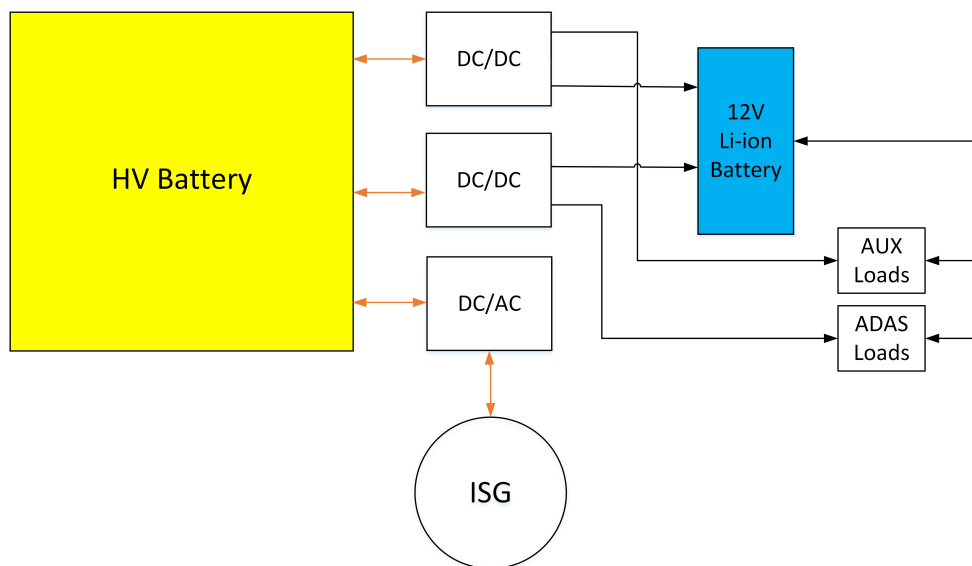 HV Battery
DC/DC
DC/DC
DC/AC
ISG
12V
Li-ion
Battery
AUX
Loads
ADAS
Loads